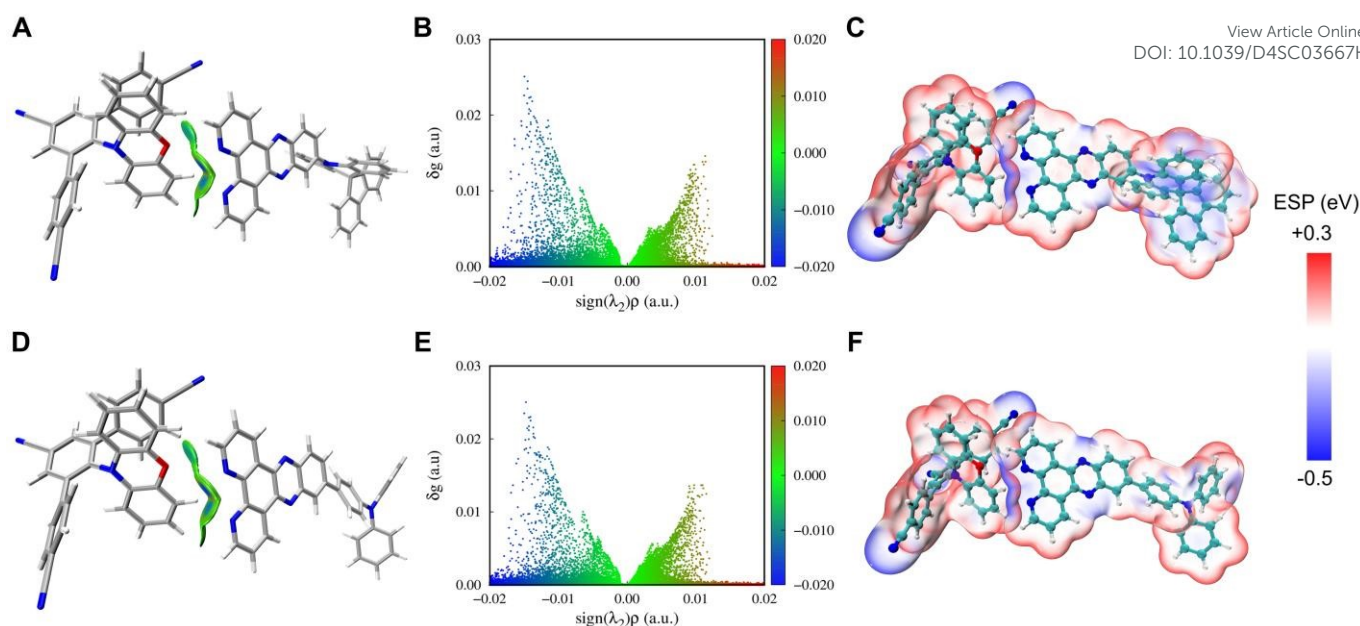 A
B
C
View Article Online
DOI: 10.1039/D4SC03667H
0.03
0.02
0.01
0.00
δg (a.u)
−0.02
−0.01
0.00
0.01
0.02
sign(λ₂)ρ (a.u.)
0.020
0.010
0.000
−0.010
−0.020
ESP (eV)
+0.3
-0.5
D
E
F
0.03
0.02
0.01
0.00
δg (a.u)
−0.02
−0.01
0.00
0.01
0.02
sign(λ₂)ρ (a.u.)
0.020
0.010
0.000
−0.010
−0.020